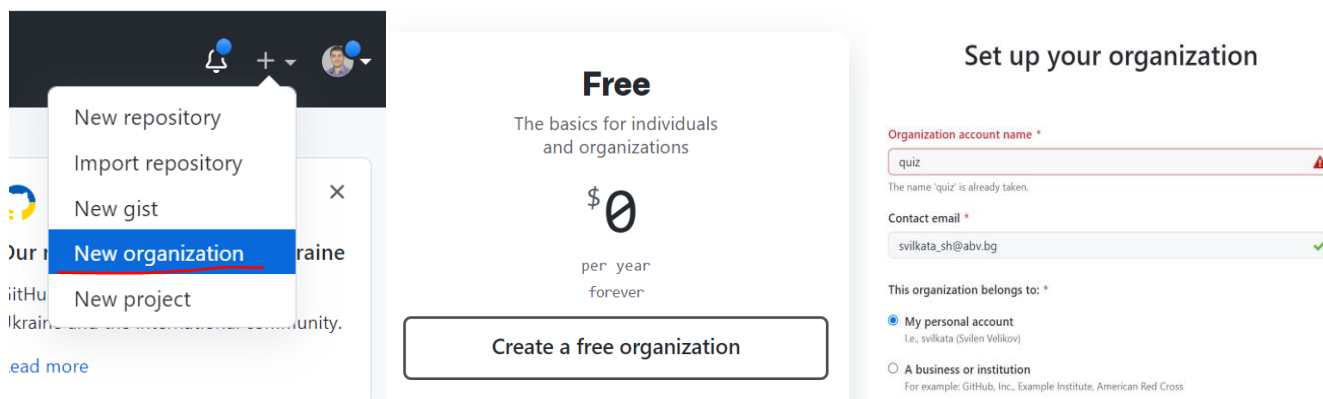 New repository
Import repository
New gist
New organization
New project
Our
raine
GitHu
Ukraine and the international community.
ead more
Free
The basics for individuals
and organizations
$0
per year
forever
Create a free organization
Set up your organization
Organization account name *
quiz
The name 'quiz' is already taken.
Contact email *
svilkata_sh@abv.bg
This organization belongs to: *
My personal account
I.e., svilkata (Svilen Velikov)
A business or institution
For example: GitHub, Inc., Example Institute, American Red Cross